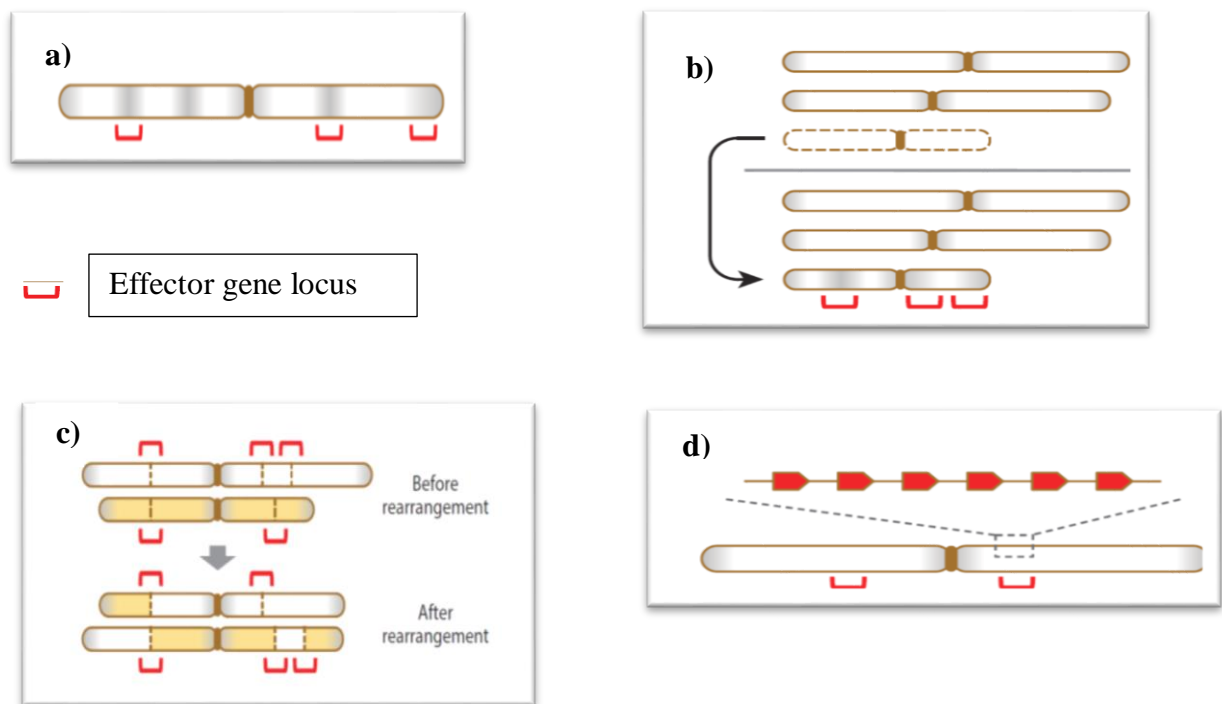 a)
b)
Effector gene locus
c)
Before
rearrangement
After
rearrangement
d)